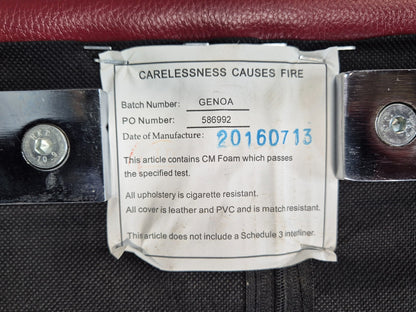 CARELESSNESS CAUSES FIRE
Batch Number: GENOA
PO Number: 586992
Date of Manufacture: 20160713
This article contains CM Foam which passes
the specified test.
All upholstery is cigarette resistant.
All cover is leather and PVC and is match resistant.
This article does not include a Schedule 3 interliner.